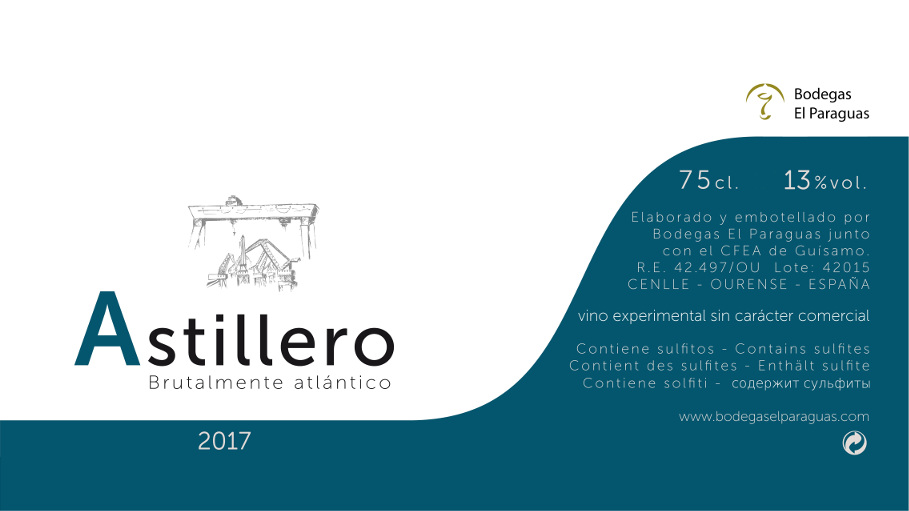 Bodegas
El Paraguas
75cl. 13%vol.
Elaborado y embotellado por
Bodegas El Paraguas junto
con el CFEA de Guísamo.
R.E. 42.497/OU Lote: 42015
CENLLE - OURENSE - ESPAÑA
vino experimental sin carácter comercial
Contiene sulfitos - Contains sulfites
Contient des sulfites - Enthält sulfite
Contiene solfiti - содержит сульфиты
www.bodegaselparaguas.com
Astillero
Brutalmente atlántico
2017